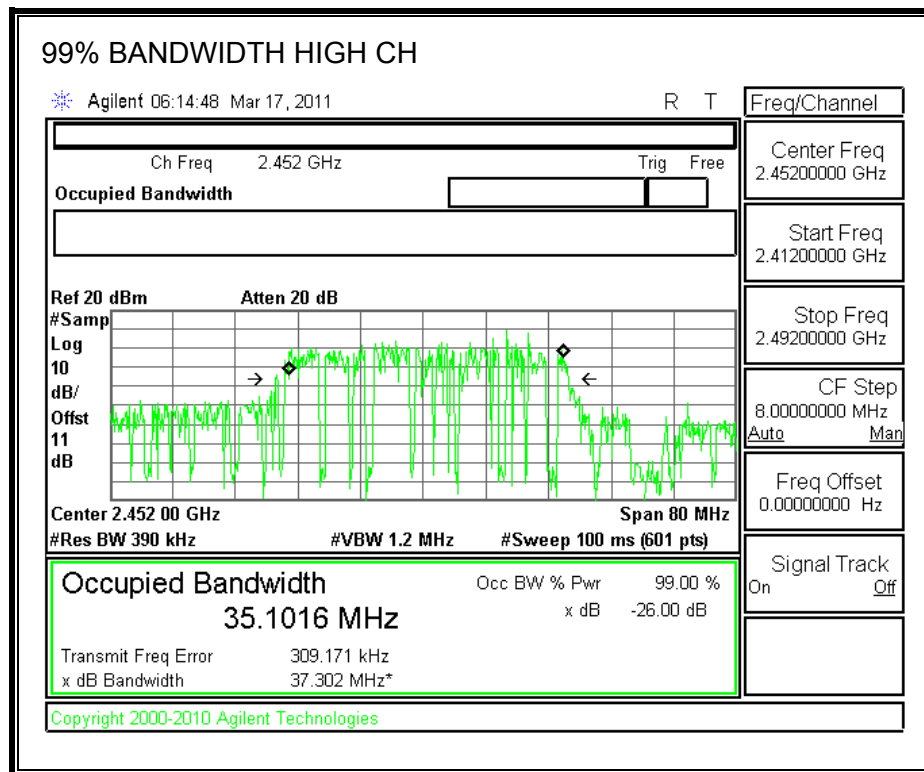 99% BANDWIDTH HIGH CH
Agilent 06:14:48 Mar 17, 2011 R T
Freq/Channel
Ch Freq 2.452 GHz Trig Free
Occupied Bandwidth
Center Freq
2.45200000 GHz
Start Freq
2.41200000 GHz
Stop Freq
2.49200000 GHz
CF Step
8.00000000 MHz
Auto Man
Freq Offset
0.00000000 Hz
Signal Track
On Off
Ref 20 dBm Atten 20 dB
#Samp
Log
10
dB/
Offst
11
dB
Center 2.452 00 GHz Span 80 MHz
#Res BW 390 kHz #VBW 1.2 MHz #Sweep 100 ms (601 pts)
Occupied Bandwidth Occ BW % Pwr 99.00 %
35.1016 MHz x dB -26.00 dB
Transmit Freq Error 309.171 kHz
x dB Bandwidth 37.302 MHz*
Copyright 2000-2010 Agilent Technologies